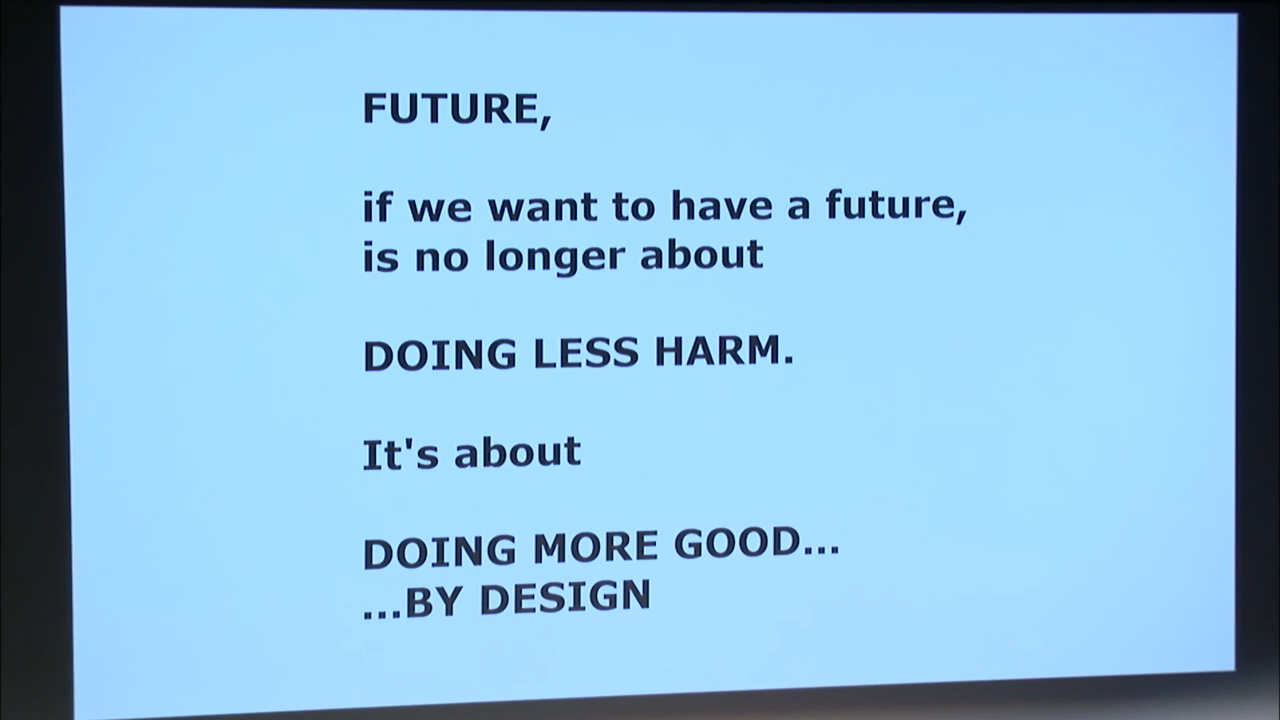 FUTURE,
if we want to have a future,
is no longer about
DOING LESS HARM.
It's about
DOING MORE GOOD...
...BY DESIGN